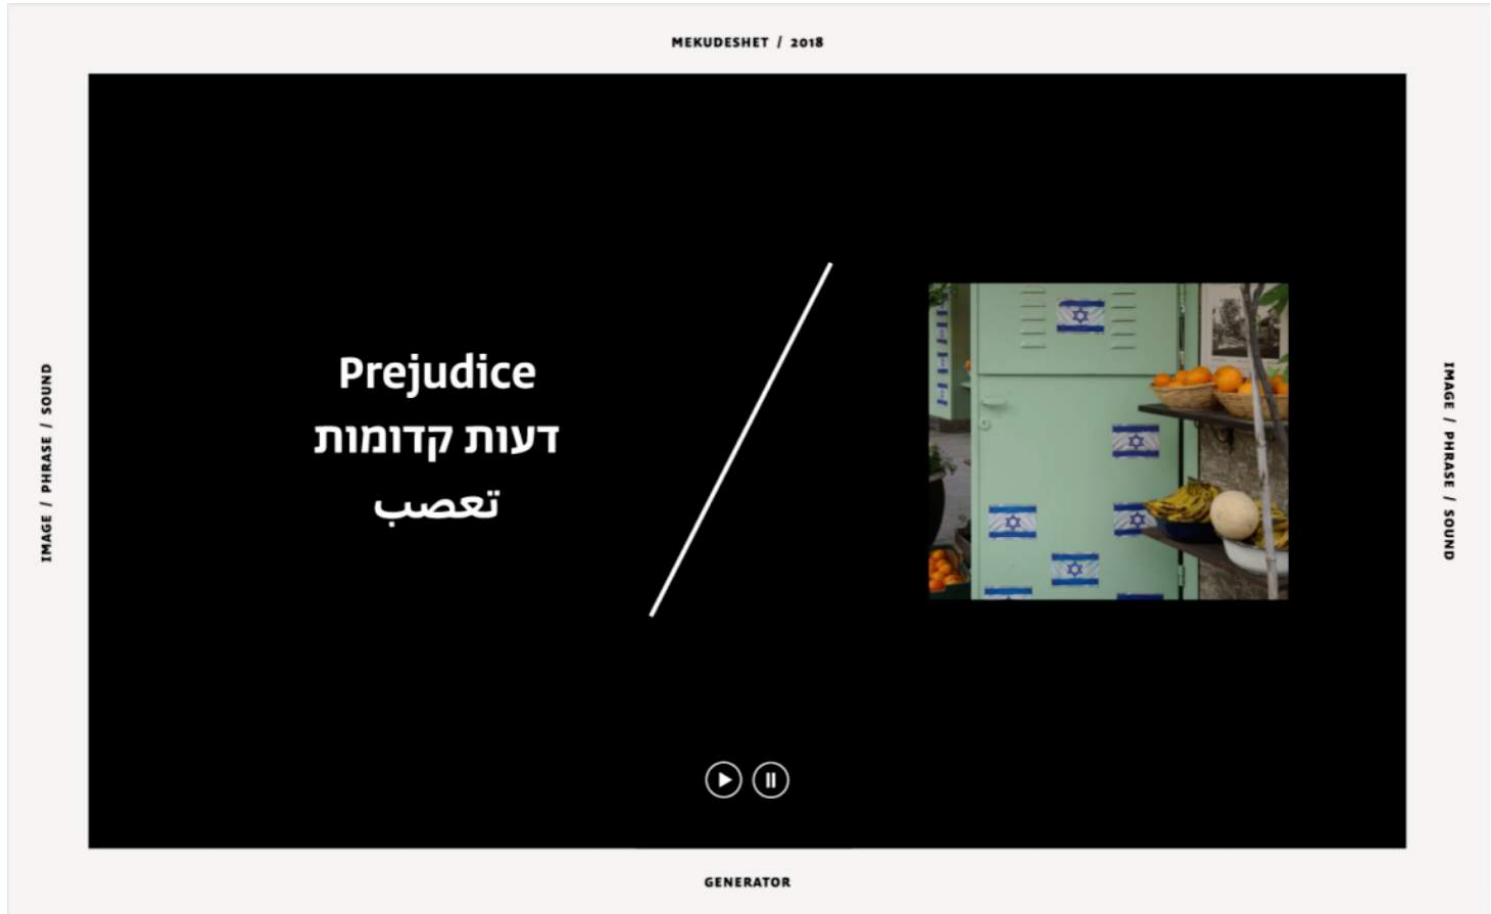 MEKUDESHET / 2018
IMAGE / PHRASE / SOUND
Prejudice
דעות קדומות
تعصب
IMAGE / PHRASE / SOUND
GENERATOR